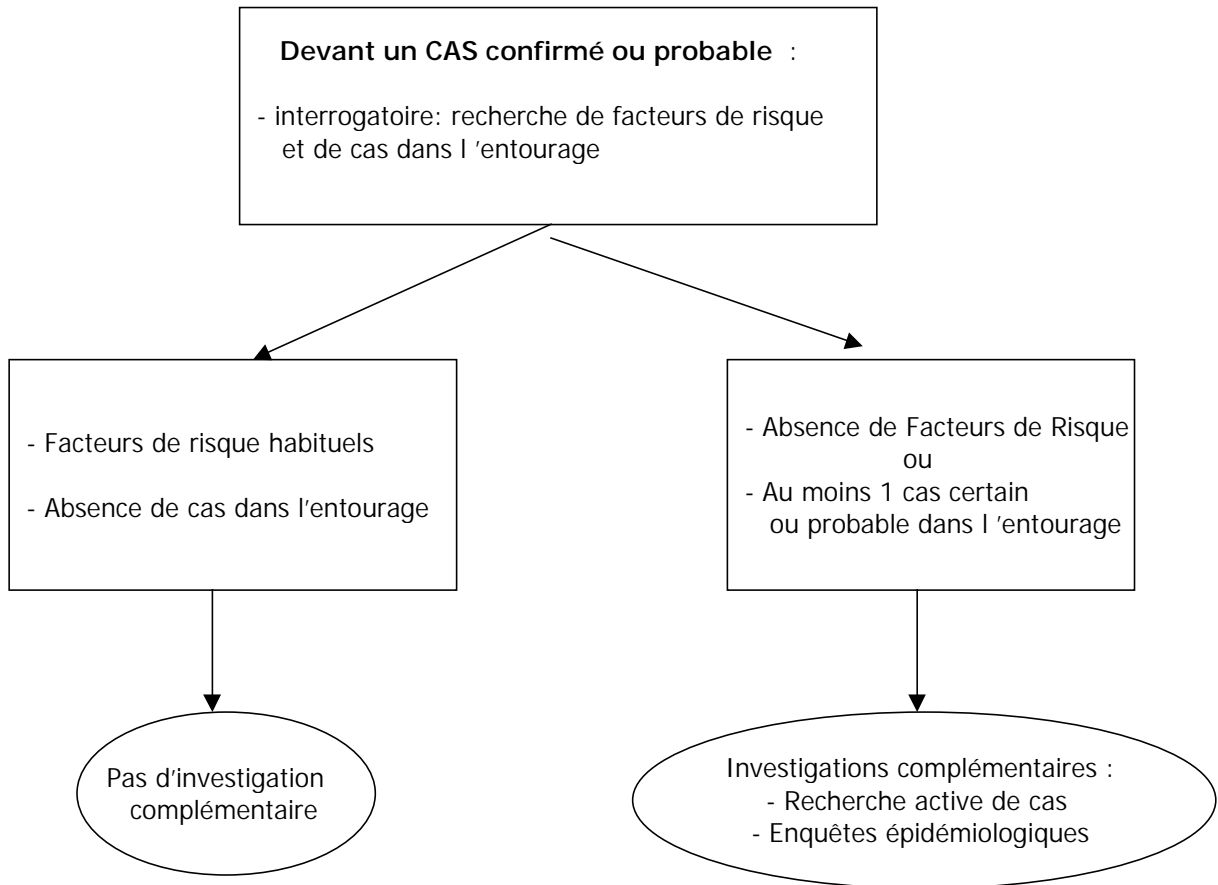 Devant un CAS confirmé ou probable :
- interrogatoire: recherche de facteurs de risque
et de cas dans l 'entourage
- Facteurs de risque habituels
- Absence de cas dans l'entourage
- Absence de Facteurs de Risque
ou
- Au moins 1 cas certain
ou probable dans l 'entourage
Pas d'investigation
complémentaire
Investigations complémentaires :
- Recherche active de cas
- Enquêtes épidémiologiques